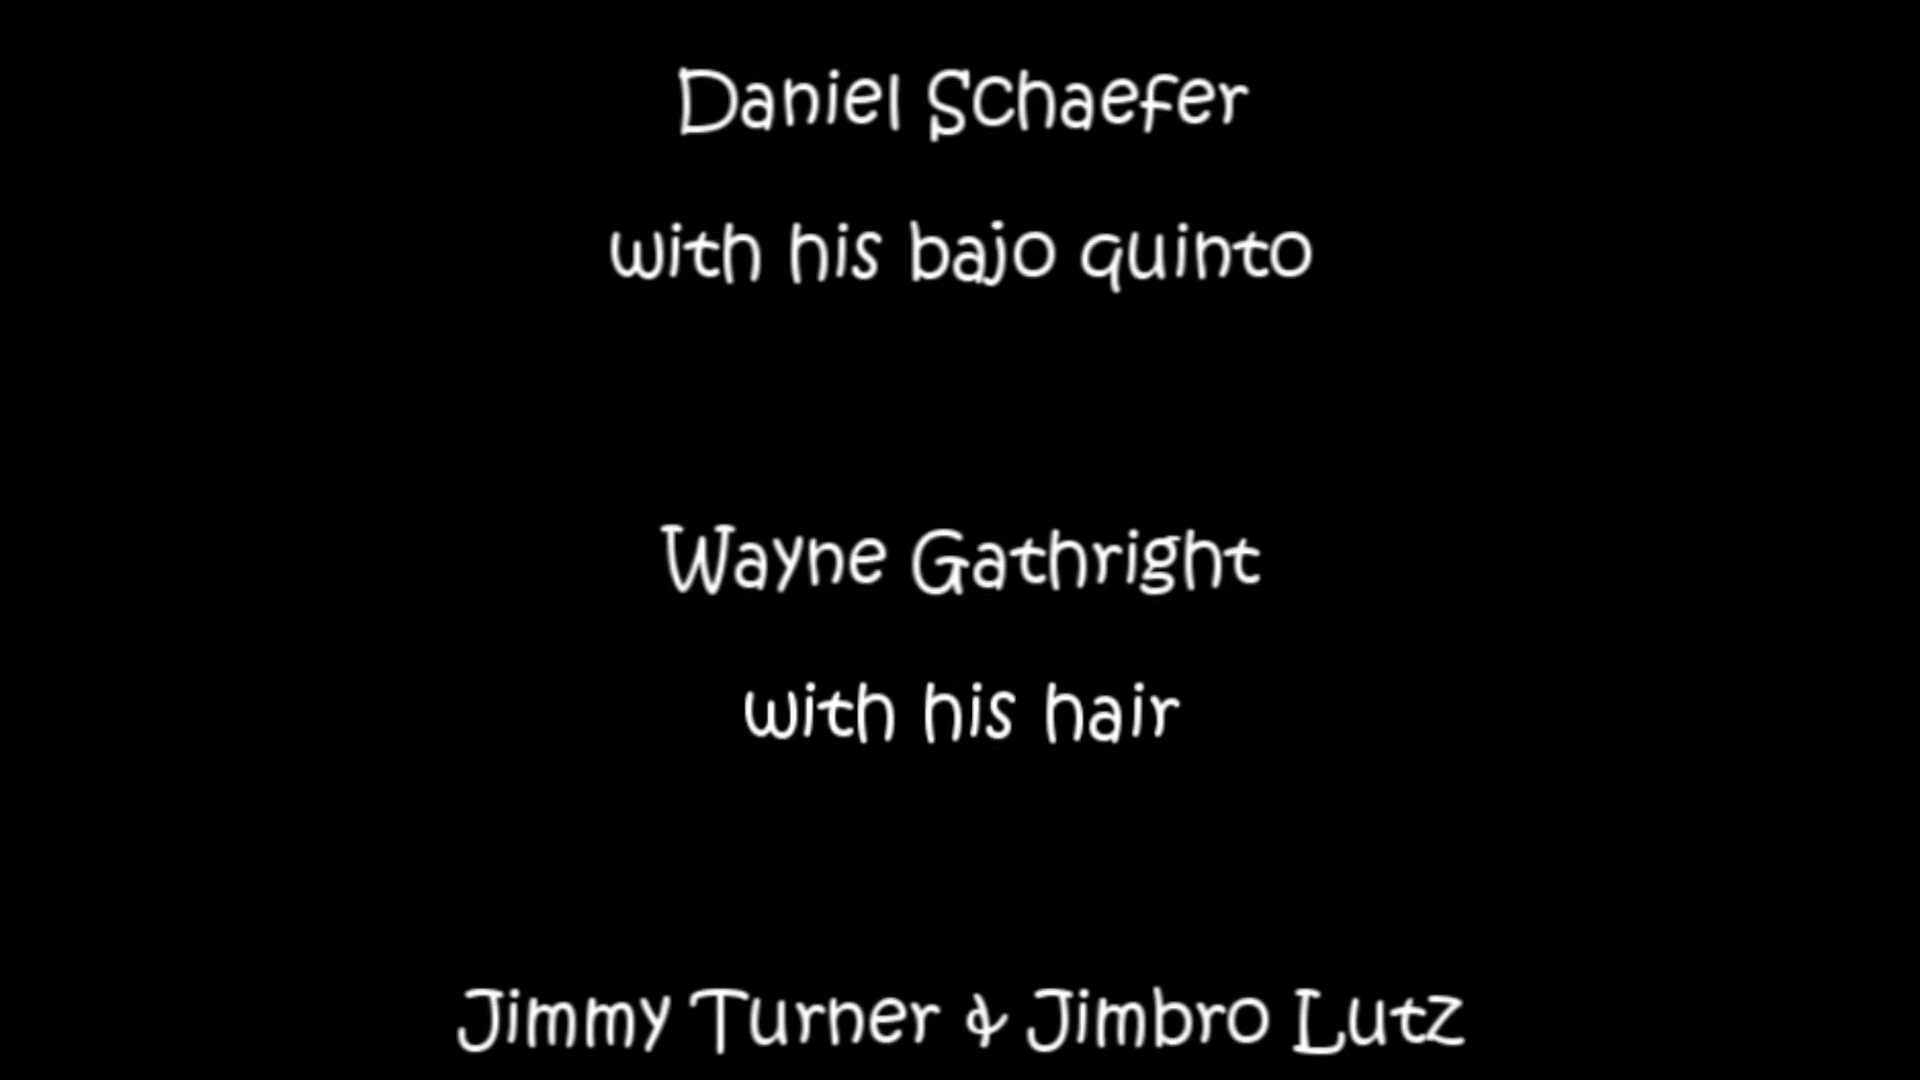 Daniel Schaefer
with his bajo quinto
Wayne Gathright
with his hair
Jimmy Turner & Jimbro Lutz